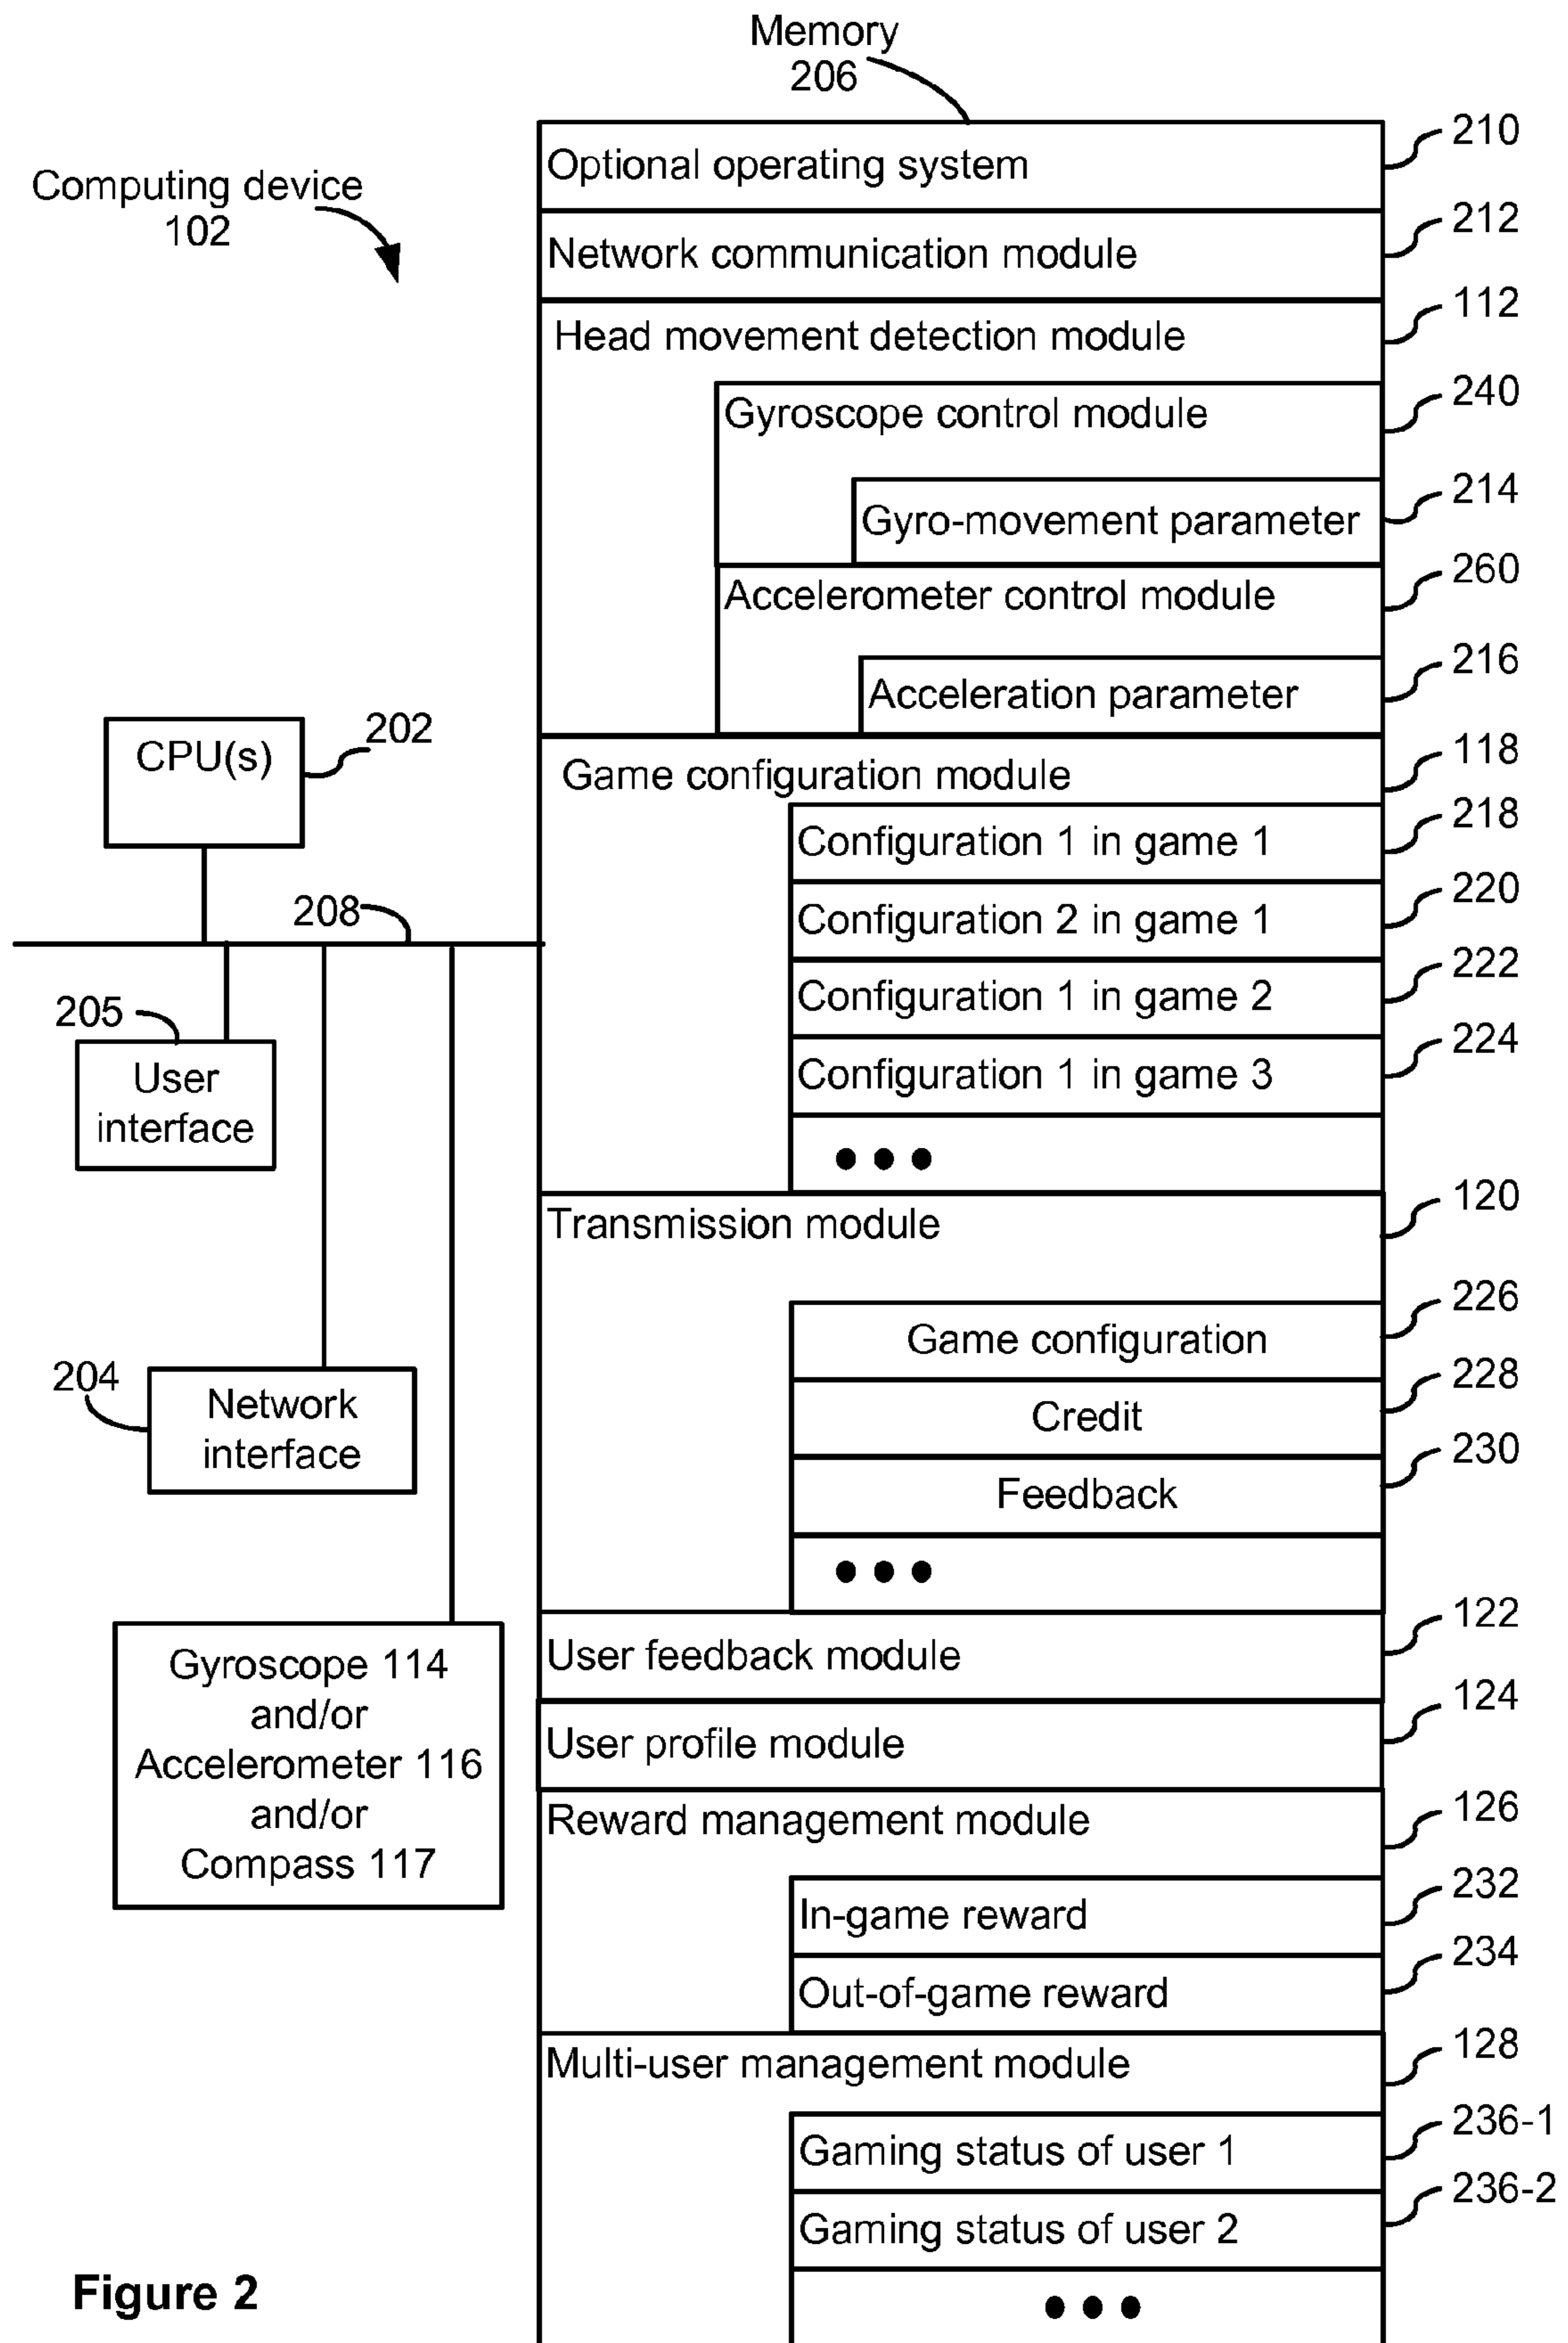 Memory
206
Computing device
102
Optional operating system
210
Network communication module
212
Head movement detection module
112
Gyroscope control module
240
Gyro-movement parameter
214
Accelerometer control module
260
Acceleration parameter
216
CPU(s)
202
Game configuration module
118
Configuration 1 in game 1
218
Configuration 2 in game 1
220
208
Configuration 1 in game 2
222
205
Configuration 1 in game 3
224
User
interface
• • •
Transmission module
120
Game configuration
226
204
Network
interface
Credit
228
Feedback
230
• • •
User feedback module
122
Gyroscope 114
and/or
Accelerometer 116
and/or
Compass 117
User profile module
124
Reward management module
126
In-game reward
232
Out-of-game reward
234
Multi-user management module
128
Gaming status of user 1
236-1
Gaming status of user 2
236-2
• • •
Figure 2